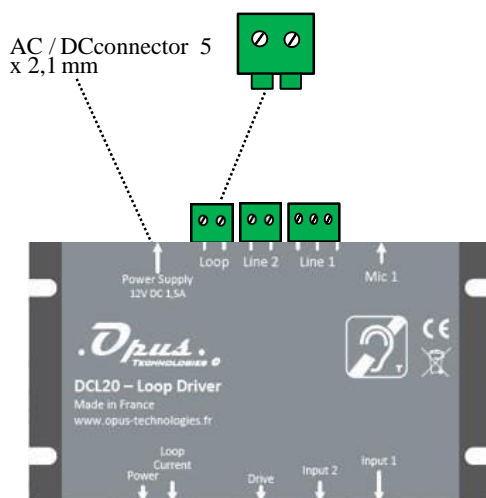 AC / DCconnector 5
x 2,1 mm
Loop Line 2 Line 1
Mic 1
Power Supply
12V DC 1,5A
.Opus.
TECHNOLOGIES
DCL20 – Loop Driver
Made in France
www.opus-technologies.fr
T
CE
Loop
Current
Power
Drive
Input 2
Input 1